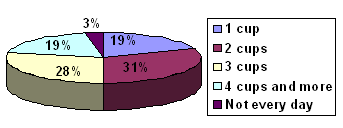 3%
19%
19%
28%
31%
1 cup
2 cups
3 cups
4 cups and more
Not every day